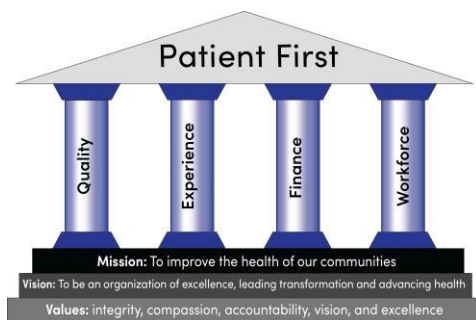 Patient First
Quality
Experience
Finance
Workforce
Mission: To improve the health of our communities
Vision: To be an organization of excellence, leading transformation and advancing health
Values: integrity, compassion, accountability, vision, and excellence